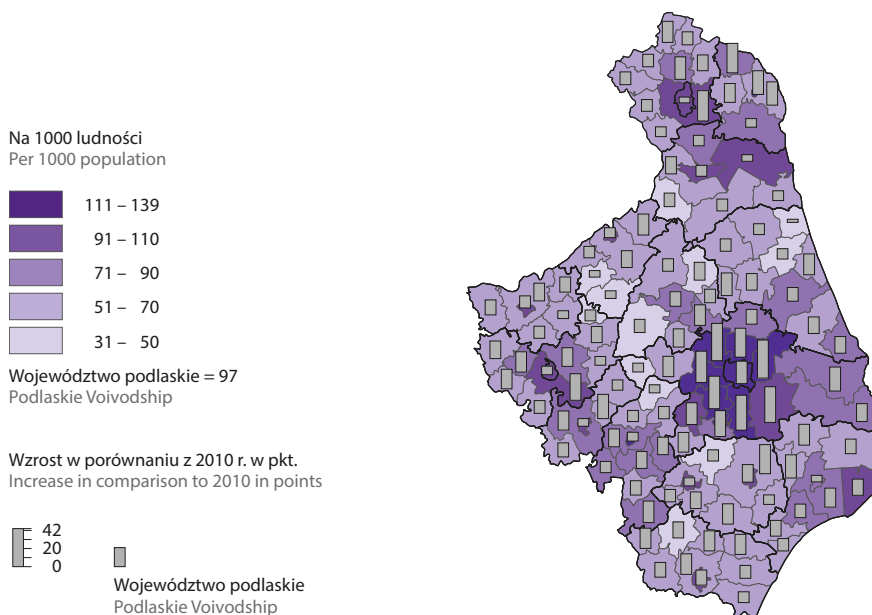 Na 1000 ludności
Per 1000 population
111 – 139
91 – 110
71 – 90
51 – 70
31 – 50
Województwo podlaskie = 97
Podlaskie Voivodship
Wzrost w porównaniu z 2010 r. w pkt.
Increase in comparison to 2010 in points
42
20
0
Województwo podlaskie
Podlaskie Voivodship